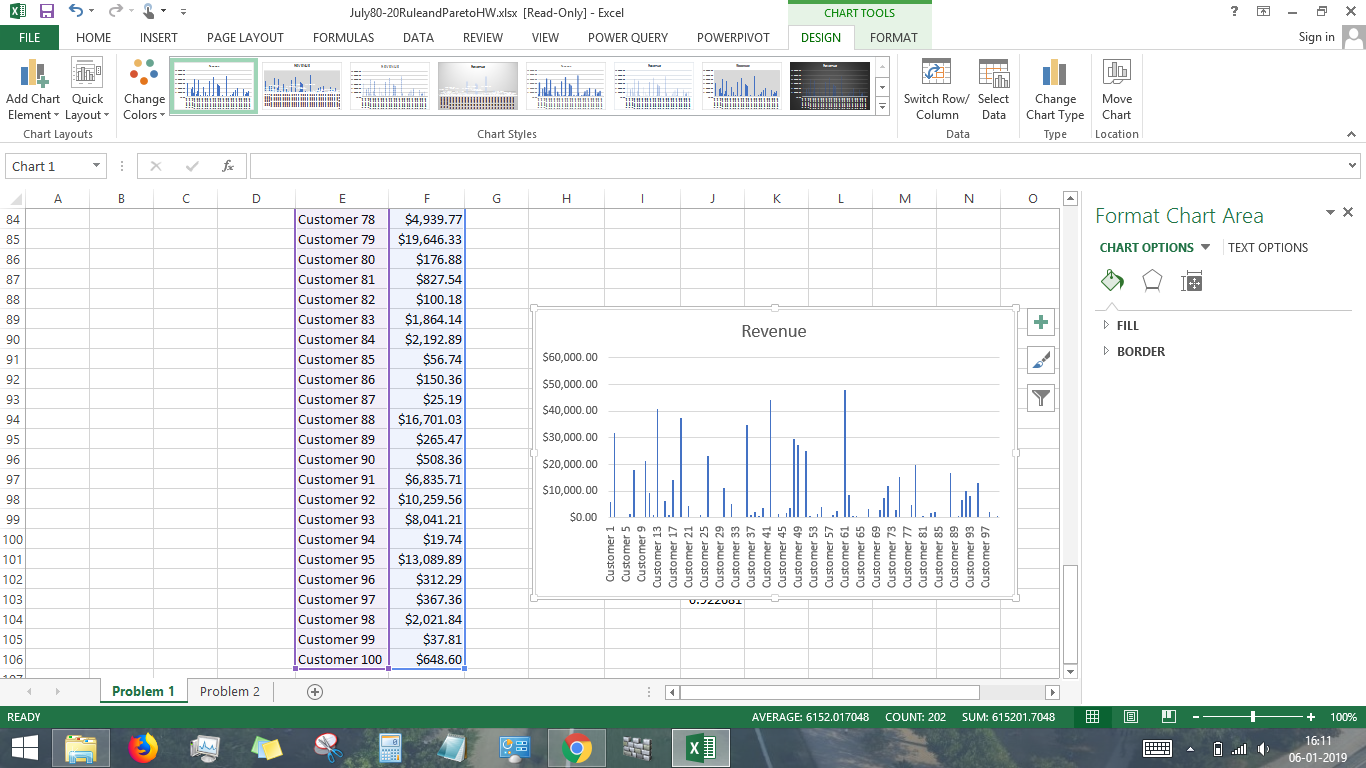 July80-20RuleandParetoHW.xlsx [Read-Only] - Excel
CHART TOOLS
FILE HOME INSERT PAGE LAYOUT FORMULAS DATA REVIEW VIEW POWER QUERY POWERPIVOT DESIGN FORMAT Sign in
Add Chart Element
Quick Layout
Change Colors
Switch Row/ Column
Select Data
Change Chart Type
Move Chart
Chart Layouts Chart Styles Data Type Location
Chart 1 fx
A B C D E F G H I J K L M N O
84 Customer 78 $4,939.77
85 Customer 79 $19,646.33
86 Customer 80 $176.88
87 Customer 81 $827.54
88 Customer 82 $100.18
89 Customer 83 $1,864.14
90 Customer 84 $2,192.89
91 Customer 85 $56.74
92 Customer 86 $150.36
93 Customer 87 $25.19
94 Customer 88 $16,701.03
95 Customer 89 $265.47
96 Customer 90 $508.36
97 Customer 91 $6,835.71
98 Customer 92 $10,259.56
99 Customer 93 $8,041.21
100 Customer 94 $19.74
101 Customer 95 $13,089.89
102 Customer 96 $312.29
103 Customer 97 $367.36
104 Customer 98 $2,021.84
105 Customer 99 $37.81
106 Customer 100 $648.60
Revenue
$60,000.00
$50,000.00
$40,000.00
$30,000.00
$20,000.00
$10,000.00
$0.00
Customer 1
Customer 5
Customer 9
Customer 13
Customer 17
Customer 21
Customer 25
Customer 29
Customer 33
Customer 37
Customer 41
Customer 45
Customer 49
Customer 53
Customer 57
Customer 61
Customer 65
Customer 69
Customer 73
Customer 77
Customer 81
Customer 85
Customer 89
Customer 93
Customer 97
Format Chart Area
CHART OPTIONS TEXT OPTIONS
FILL
BORDER
Problem 1 Problem 2
READY AVERAGE: 6152.017048 COUNT: 202 SUM: 615201.7048 100%
16:11
06-01-2019